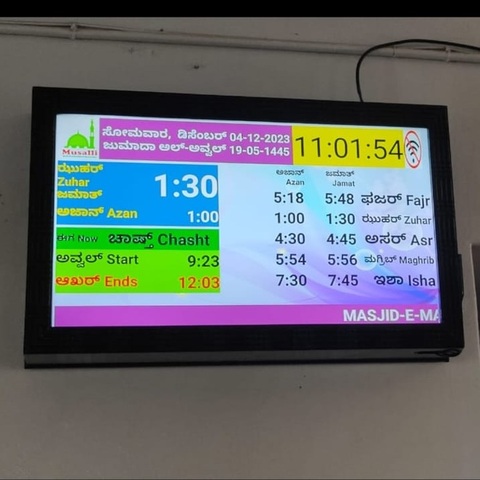 Musalli
ಸೋಮವಾರ, ಡಿಸೆಂಬರ್ 04-12-2023
ಜುಮಾದಾ ಅಲ್-ಅವ್ವಲ್ 19-05-1445
11:01:54
ಝುಹರ್
Zuhar
ಜಮಾತ್
1:30
ಅಜಾನ್ Azan 1:00
ಈಗ Now ಚಾಷ್ತ್ Chasht
ಅವ್ವಲ್ Start 9:23
ಆಖರ್ Ends 12:03
ಅಜಾನ್ ಜಮಾತ್
Azan Jamat
5:18 5:48 ಫಜರ್ Fajr
1:00 1:30 ಝುಹರ್ Zuhar
4:30 4:45 ಅಸರ್ Asr
5:54 5:56 ಮಗ್ರಿಬ್ Maghrib
7:30 7:45 ಇಶಾ Isha
MASJID-E-MA